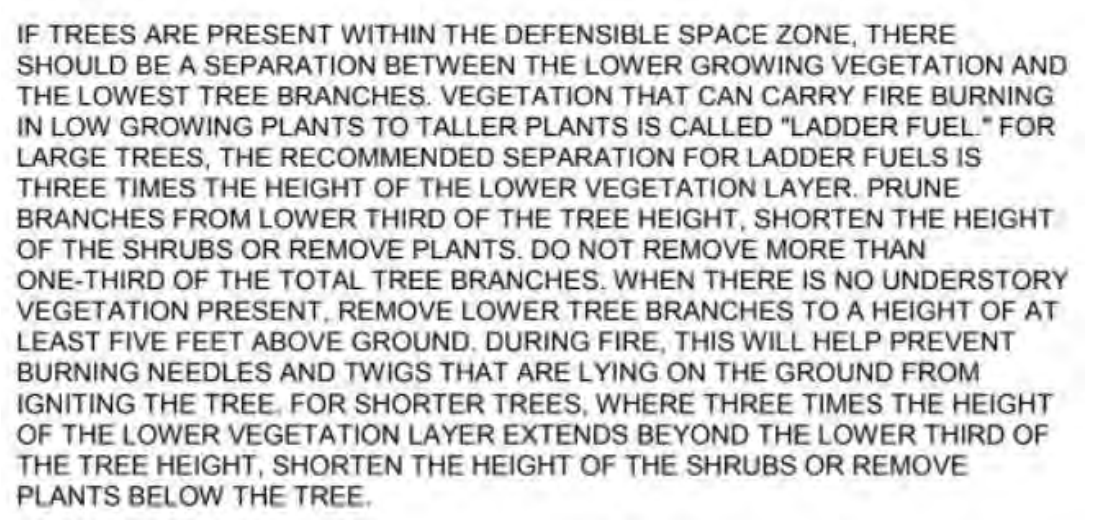 IF TREES ARE PRESENT WITHIN THE DEFENSIBLE SPACE ZONE, THERE
SHOULD BE A SEPARATION BETWEEN THE LOWER GROWING VEGETATION AND
THE LOWEST TREE BRANCHES. VEGETATION THAT CAN CARRY FIRE BURNING
IN LOW GROWING PLANTS TO TALLER PLANTS IS CALLED "LADDER FUEL." FOR
LARGE TREES, THE RECOMMENDED SEPARATION FOR LADDER FUELS IS
THREE TIMES THE HEIGHT OF THE LOWER VEGETATION LAYER. PRUNE
BRANCHES FROM LOWER THIRD OF THE TREE HEIGHT, SHORTEN THE HEIGHT
OF THE SHRUBS OR REMOVE PLANTS. DO NOT REMOVE MORE THAN
ONE-THIRD OF THE TOTAL TREE BRANCHES. WHEN THERE IS NO UNDERSTORY
VEGETATION PRESENT, REMOVE LOWER TREE BRANCHES TO A HEIGHT OF AT
LEAST FIVE FEET ABOVE GROUND. DURING FIRE, THIS WILL HELP PREVENT
BURNING NEEDLES AND TWIGS THAT ARE LYING ON THE GROUND FROM
IGNITING THE TREE. FOR SHORTER TREES, WHERE THREE TIMES THE HEIGHT
OF THE LOWER VEGETATION LAYER EXTENDS BEYOND THE LOWER THIRD OF
THE TREE HEIGHT, SHORTEN THE HEIGHT OF THE SHRUBS OR REMOVE
PLANTS BELOW THE TREE.